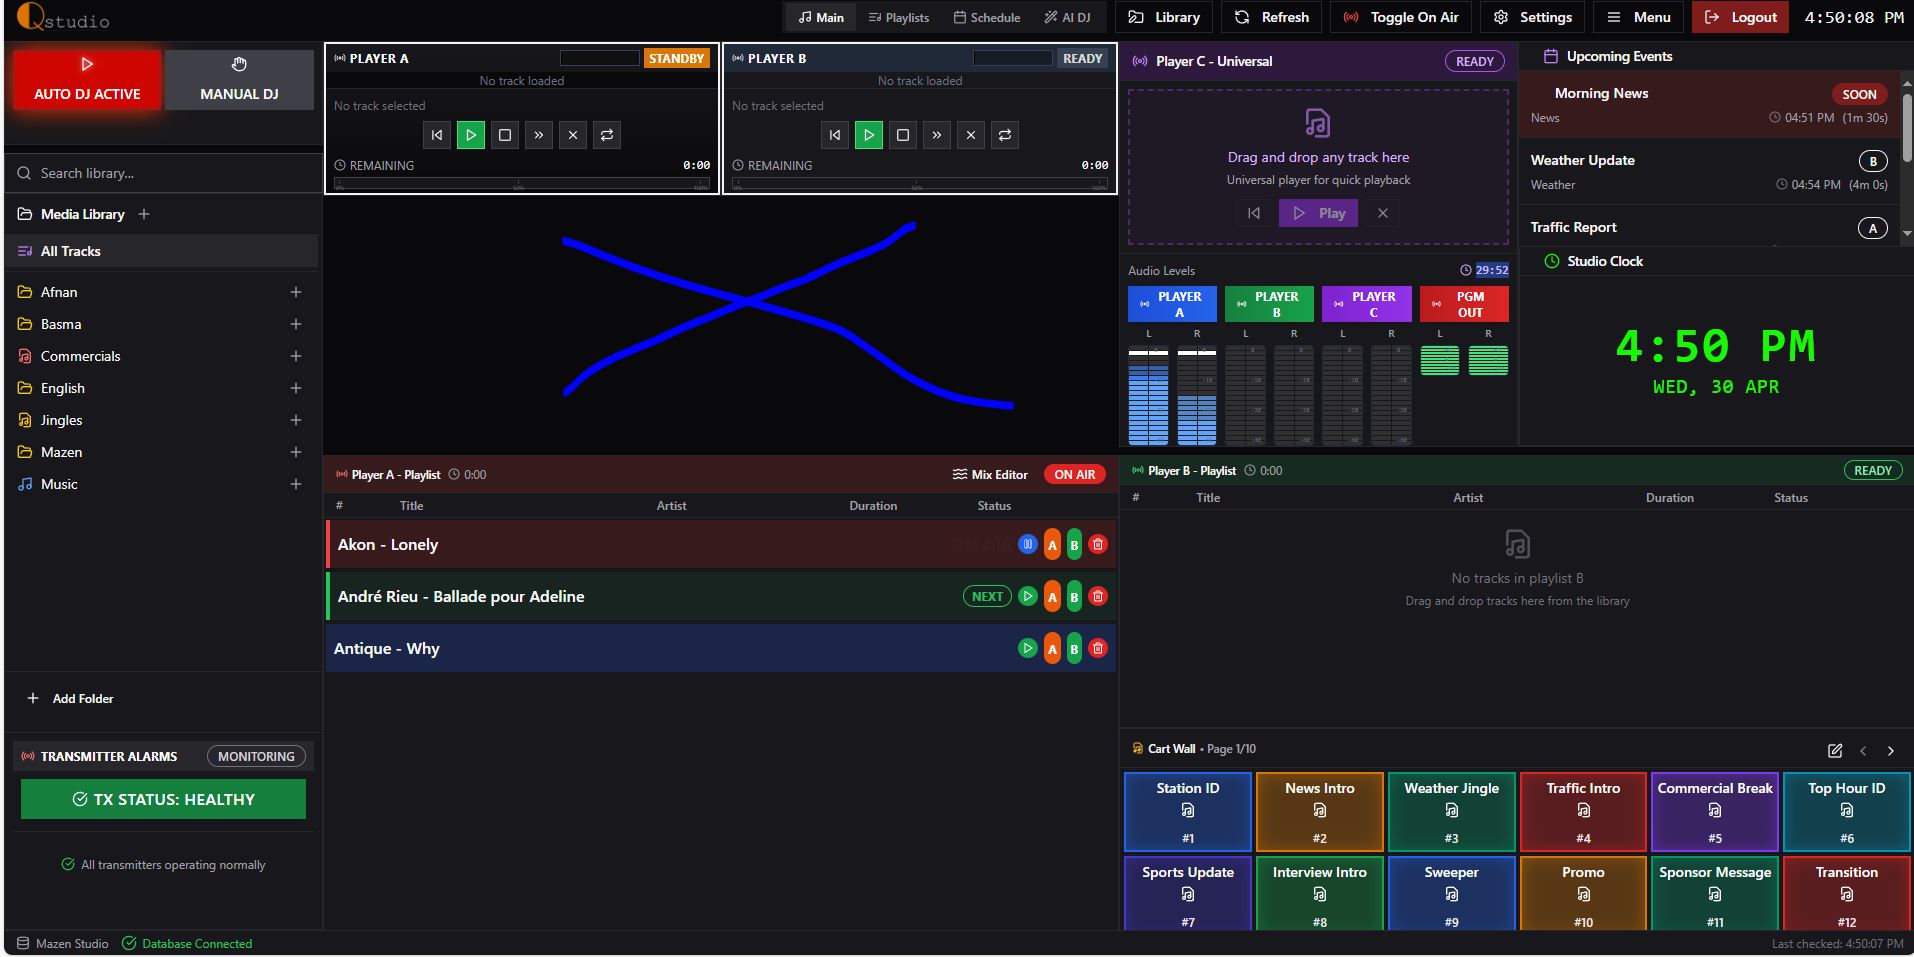 Qstudio
Main Playlists Schedule AI DJ Library Refresh Toggle On Air Settings Menu Logout 4:50:08 PM
AUTO DJ ACTIVE
MANUAL DJ
Search library...
Media Library +
All Tracks
Afnan +
Basma +
Commercials +
English +
Jingles +
Mazen +
Music +
+ Add Folder
TRANSMITTER ALARMS MONITORING
TX STATUS: HEALTHY
All transmitters operating normally
PLAYER A STANDBY
No track loaded
No track selected
REMAINING 0:00
0% 50% 100%
PLAYER B READY
No track loaded
No track selected
REMAINING 0:00
0% 50% 100%
Player C - Universal READY
Drag and drop any track here
Universal player for quick playback
Play
Audio Levels 29:52
PLAYER A
PLAYER B
PLAYER C
PGM OUT
L R L R L R L R
Upcoming Events
Morning News SOON
News 04:51 PM (1m 30s)
Weather Update B
Weather 04:54 PM (4m 0s)
Traffic Report A
Studio Clock
4:50 PM
WED, 30 APR
Player A - Playlist 0:00 Mix Editor ON AIR
# Title Artist Duration Status
Akon - Lonely ON AIR A B
André Rieu - Ballade pour Adeline NEXT A B
Antique - Why A B
Player B - Playlist 0:00 READY
# Title Artist Duration Status
No tracks in playlist B
Drag and drop tracks here from the library
Cart Wall • Page 1/10
Station ID
#1
News Intro
#2
Weather Jingle
#3
Traffic Intro
#4
Commercial Break
#5
Top Hour ID
#6
Sports Update
#7
Interview Intro
#8
Sweeper
#9
Promo
#10
Sponsor Message
#11
Transition
#12
Mazen Studio Database Connected
Last checked: 4:50:07 PM